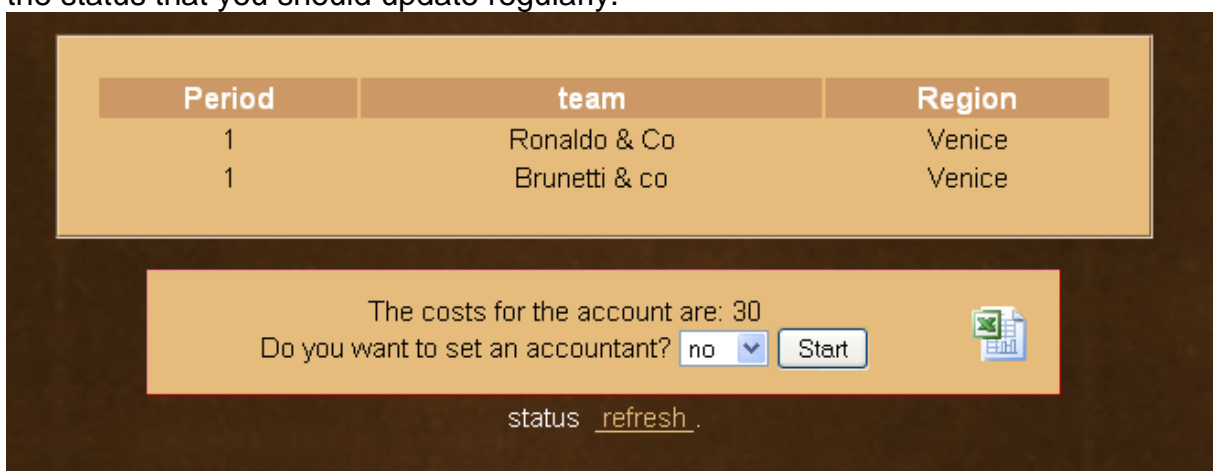 the status that you should update regularly.
Period team Region
1 Ronaldo & Co Venice
1 Brunetti & co Venice
The costs for the account are: 30
Do you want to set an accountant? no Start
status refresh .